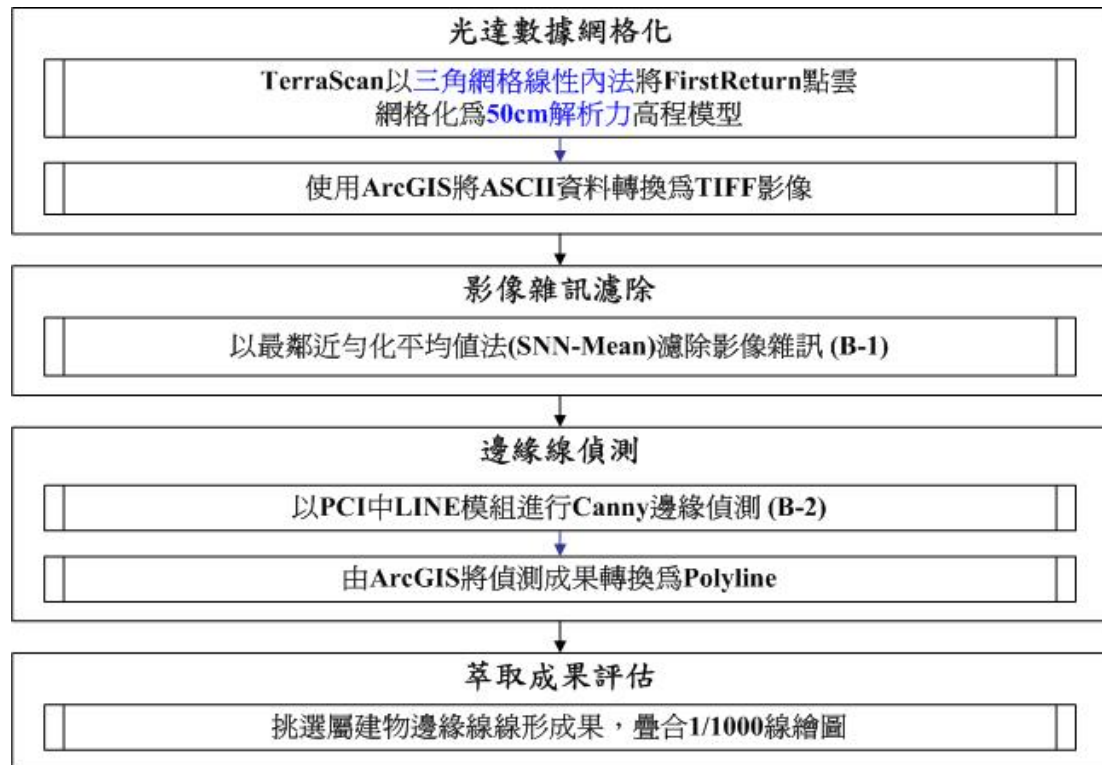 光達數據網格化
TerraScan以三角網格線性內法將FirstReturn點雲
網格化爲50cm解析力高程模型
使用ArcGIS將ASCII資料轉換爲TIFF影像
影像雜訊濾除
以最鄰近勻化平均值法(SNN-Mean)濾除影像雜訊 (B-1)
邊緣線偵測
以PCI中LINE模組進行Canny邊緣偵測 (B-2)
由ArcGIS將偵測成果轉換爲Polyline
萃取成果評估
挑選屬建物邊緣線線形成果，疊合1/1000線繪圖